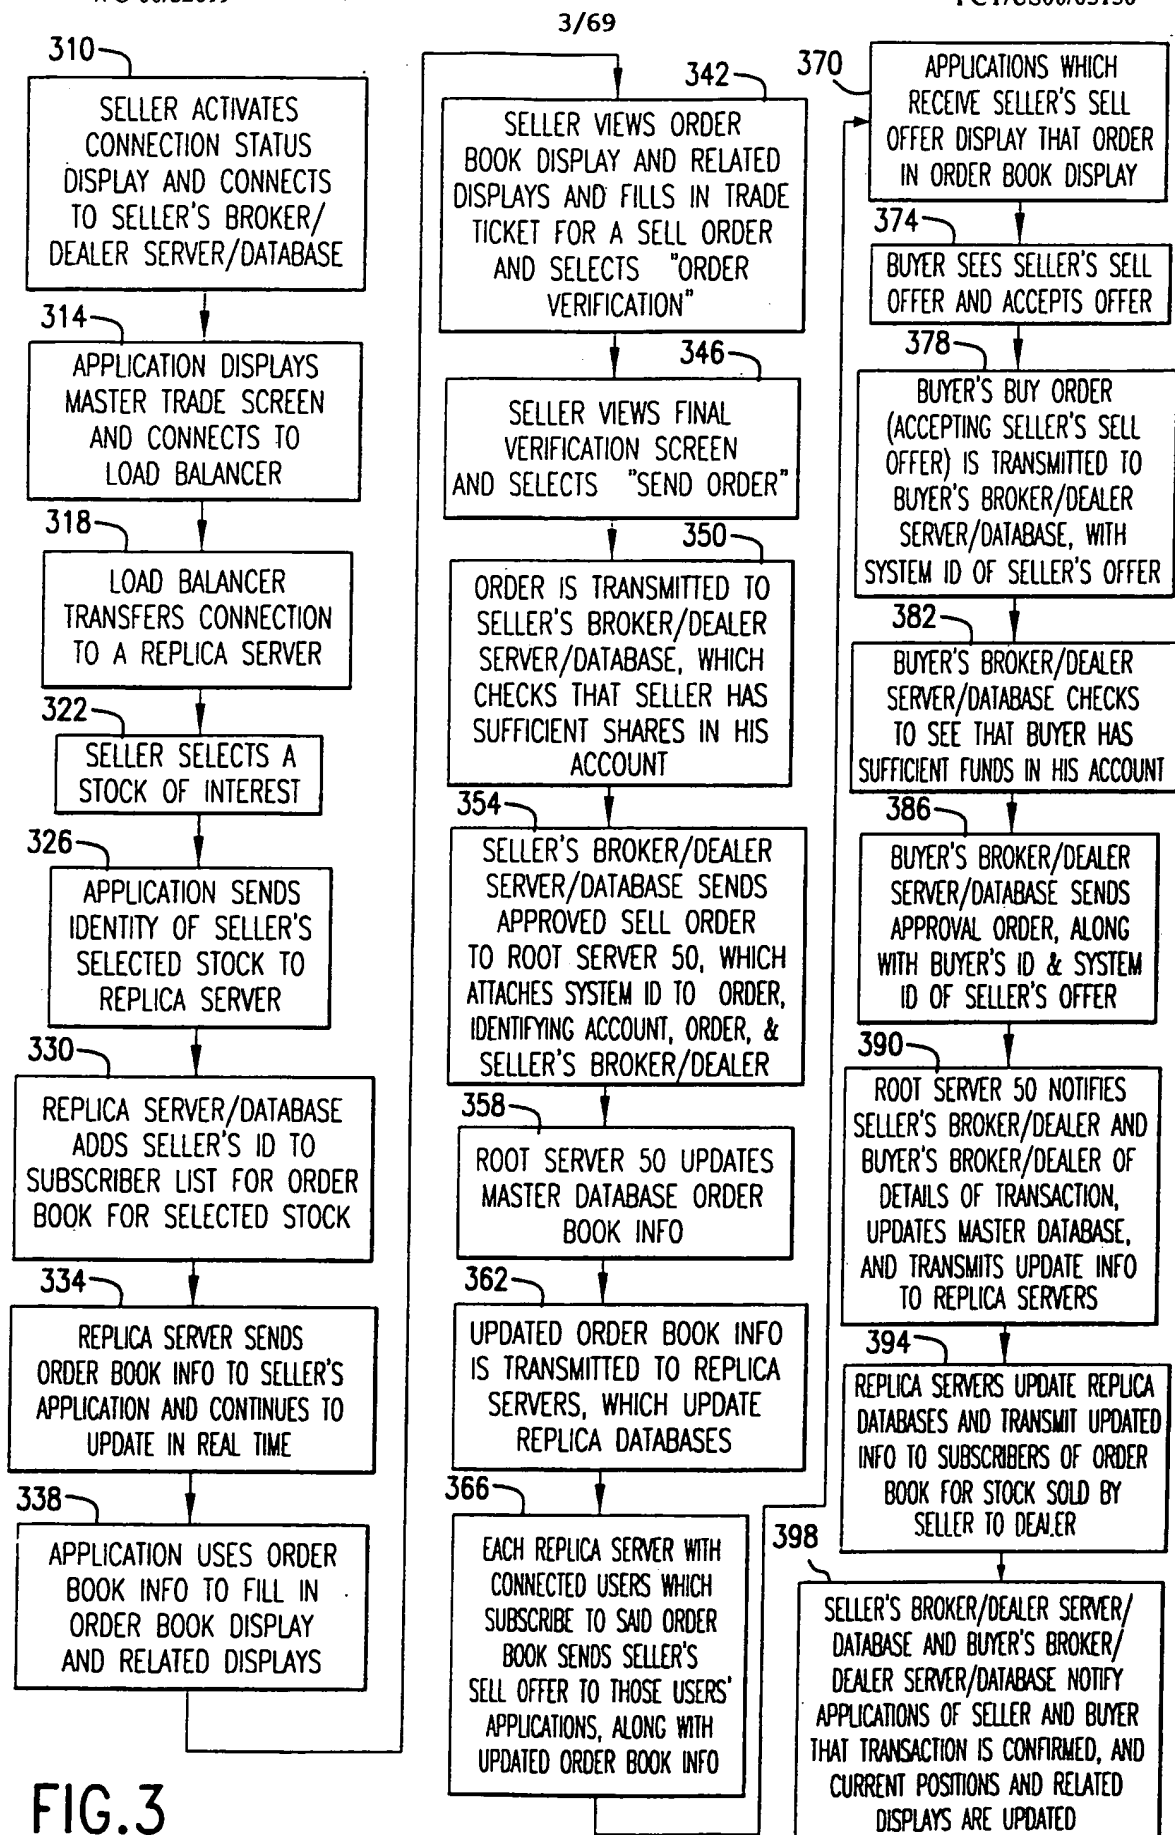 3/69
310
SELLER ACTIVATES
CONNECTION STATUS
DISPLAY AND CONNECTS
TO SELLER'S BROKER/
DEALER SERVER/DATABASE
314
APPLICATION DISPLAYS
MASTER TRADE SCREEN
AND CONNECTS TO
LOAD BALANCER
318
LOAD BALANCER
TRANSFERS CONNECTION
TO A REPLICA SERVER
322
SELLER SELECTS A
STOCK OF INTEREST
326
APPLICATION SENDS
IDENTITY OF SELLER'S
SELECTED STOCK TO
REPLICA SERVER
330
REPLICA SERVER/DATABASE
ADDS SELLER'S ID TO
SUBSCRIBER LIST FOR ORDER
BOOK FOR SELECTED STOCK
334
REPLICA SERVER SENDS
ORDER BOOK INFO TO SELLER'S
APPLICATION AND CONTINUES TO
UPDATE IN REAL TIME
338
APPLICATION USES ORDER
BOOK INFO TO FILL IN
ORDER BOOK DISPLAY
AND RELATED DISPLAYS
342
SELLER VIEWS ORDER
BOOK DISPLAY AND RELATED
DISPLAYS AND FILLS IN TRADE
TICKET FOR A SELL ORDER
AND SELECTS "ORDER
VERIFICATION"
346
SELLER VIEWS FINAL
VERIFICATION SCREEN
AND SELECTS "SEND ORDER"
350
ORDER IS TRANSMITTED TO
SELLER'S BROKER/DEALER
SERVER/DATABASE, WHICH
CHECKS THAT SELLER HAS
SUFFICIENT SHARES IN HIS
ACCOUNT
354
SELLER'S BROKER/DEALER
SERVER/DATABASE SENDS
APPROVED SELL ORDER
TO ROOT SERVER 50, WHICH
ATTACHES SYSTEM ID TO ORDER,
IDENTIFYING ACCOUNT, ORDER, &
SELLER'S BROKER/DEALER
358
ROOT SERVER 50 UPDATES
MASTER DATABASE ORDER
BOOK INFO
362
UPDATED ORDER BOOK INFO
IS TRANSMITTED TO REPLICA
SERVERS, WHICH UPDATE
REPLICA DATABASES
366
EACH REPLICA SERVER WITH
CONNECTED USERS WHICH
SUBSCRIBE TO SAID ORDER
BOOK SENDS SELLER'S
SELL OFFER TO THOSE USERS'
APPLICATIONS, ALONG WITH
UPDATED ORDER BOOK INFO
370
APPLICATIONS WHICH
RECEIVE SELLER'S SELL
OFFER DISPLAY THAT ORDER
IN ORDER BOOK DISPLAY
374
BUYER SEES SELLER'S SELL
OFFER AND ACCEPTS OFFER
378
BUYER'S BUY ORDER
(ACCEPTING SELLER'S SELL
OFFER) IS TRANSMITTED TO
BUYER'S BROKER/DEALER
SERVER/DATABASE, WITH
SYSTEM ID OF SELLER'S OFFER
382
BUYER'S BROKER/DEALER
SERVER/DATABASE CHECKS
TO SEE THAT BUYER HAS
SUFFICIENT FUNDS IN HIS ACCOUNT
386
BUYER'S BROKER/DEALER
SERVER/DATABASE SENDS
APPROVAL ORDER, ALONG
WITH BUYER'S ID & SYSTEM
ID OF SELLER'S OFFER
390
ROOT SERVER 50 NOTIFIES
SELLER'S BROKER/DEALER AND
BUYER'S BROKER/DEALER OF
DETAILS OF TRANSACTION,
UPDATES MASTER DATABASE,
AND TRANSMITS UPDATE INFO
TO REPLICA SERVERS
394
REPLICA SERVERS UPDATE REPLICA
DATABASES AND TRANSMIT UPDATED
INFO TO SUBSCRIBERS OF ORDER
BOOK FOR STOCK SOLD BY
SELLER TO DEALER
398
SELLER'S BROKER/DEALER SERVER/
DATABASE AND BUYER'S BROKER/
DEALER SERVER/DATABASE NOTIFY
APPLICATIONS OF SELLER AND BUYER
THAT TRANSACTION IS CONFIRMED, AND
CURRENT POSITIONS AND RELATED
DISPLAYS ARE UPDATED
FIG.3